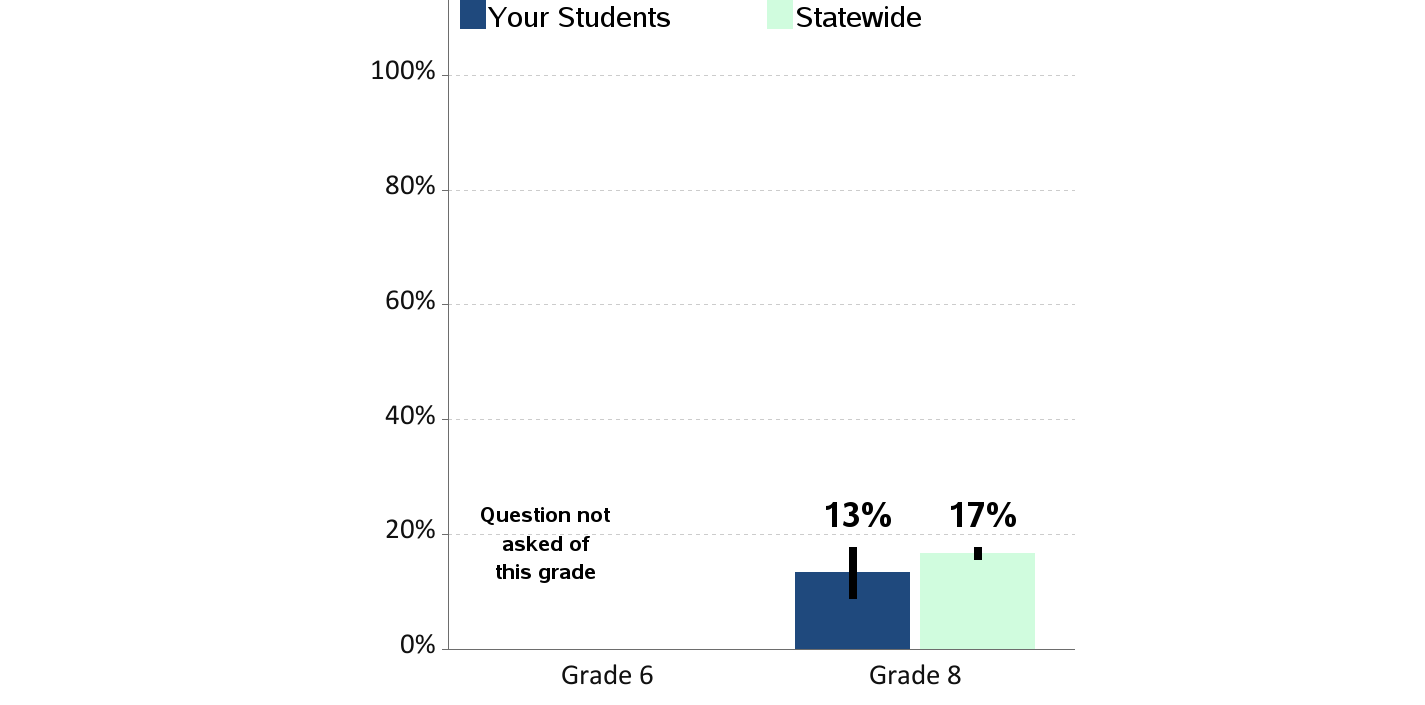 Your Students
Statewide
100%
80%
60%
40%
20%
0%
Question not
asked of
this grade
13%
17%
Grade 6
Grade 8